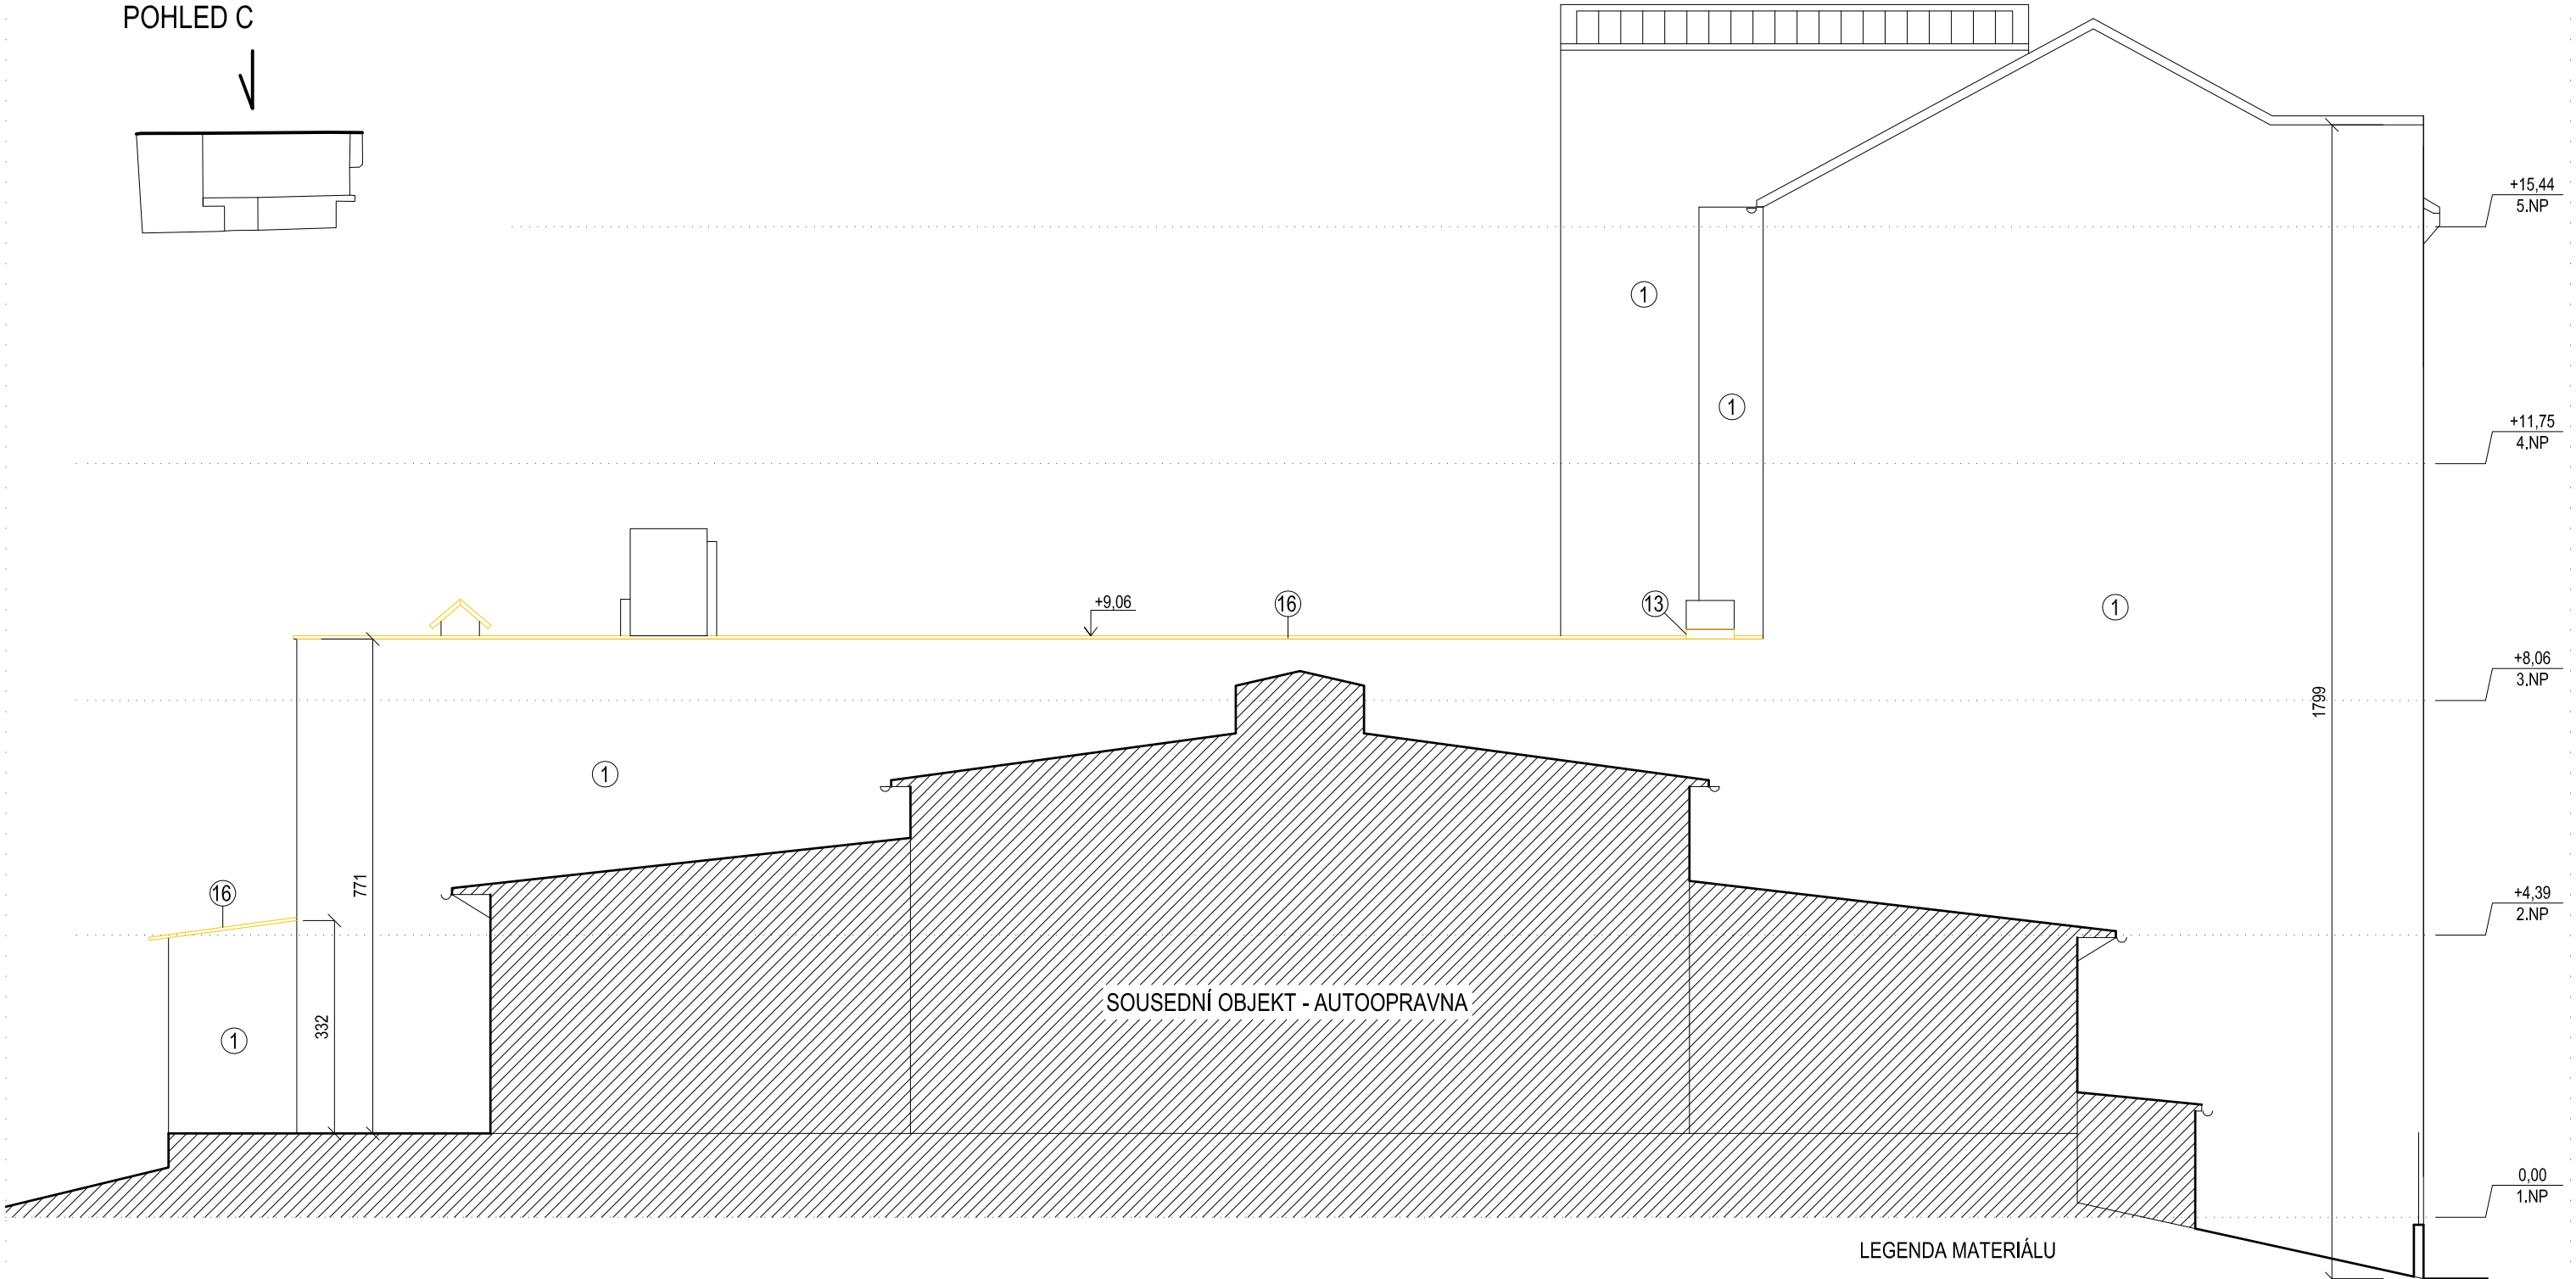 POHLED C
+15,44
5.NP
1
+11,75
4.NP
1
+9,06
16
13
1
+8,06
3.NP
1799
1
771
16
+4,39
2.NP
SOUSEDNÍ OBJEKT - AUTOOPRAVNA
332
1
0,00
1.NP
LEGENDA MATERIÁLU